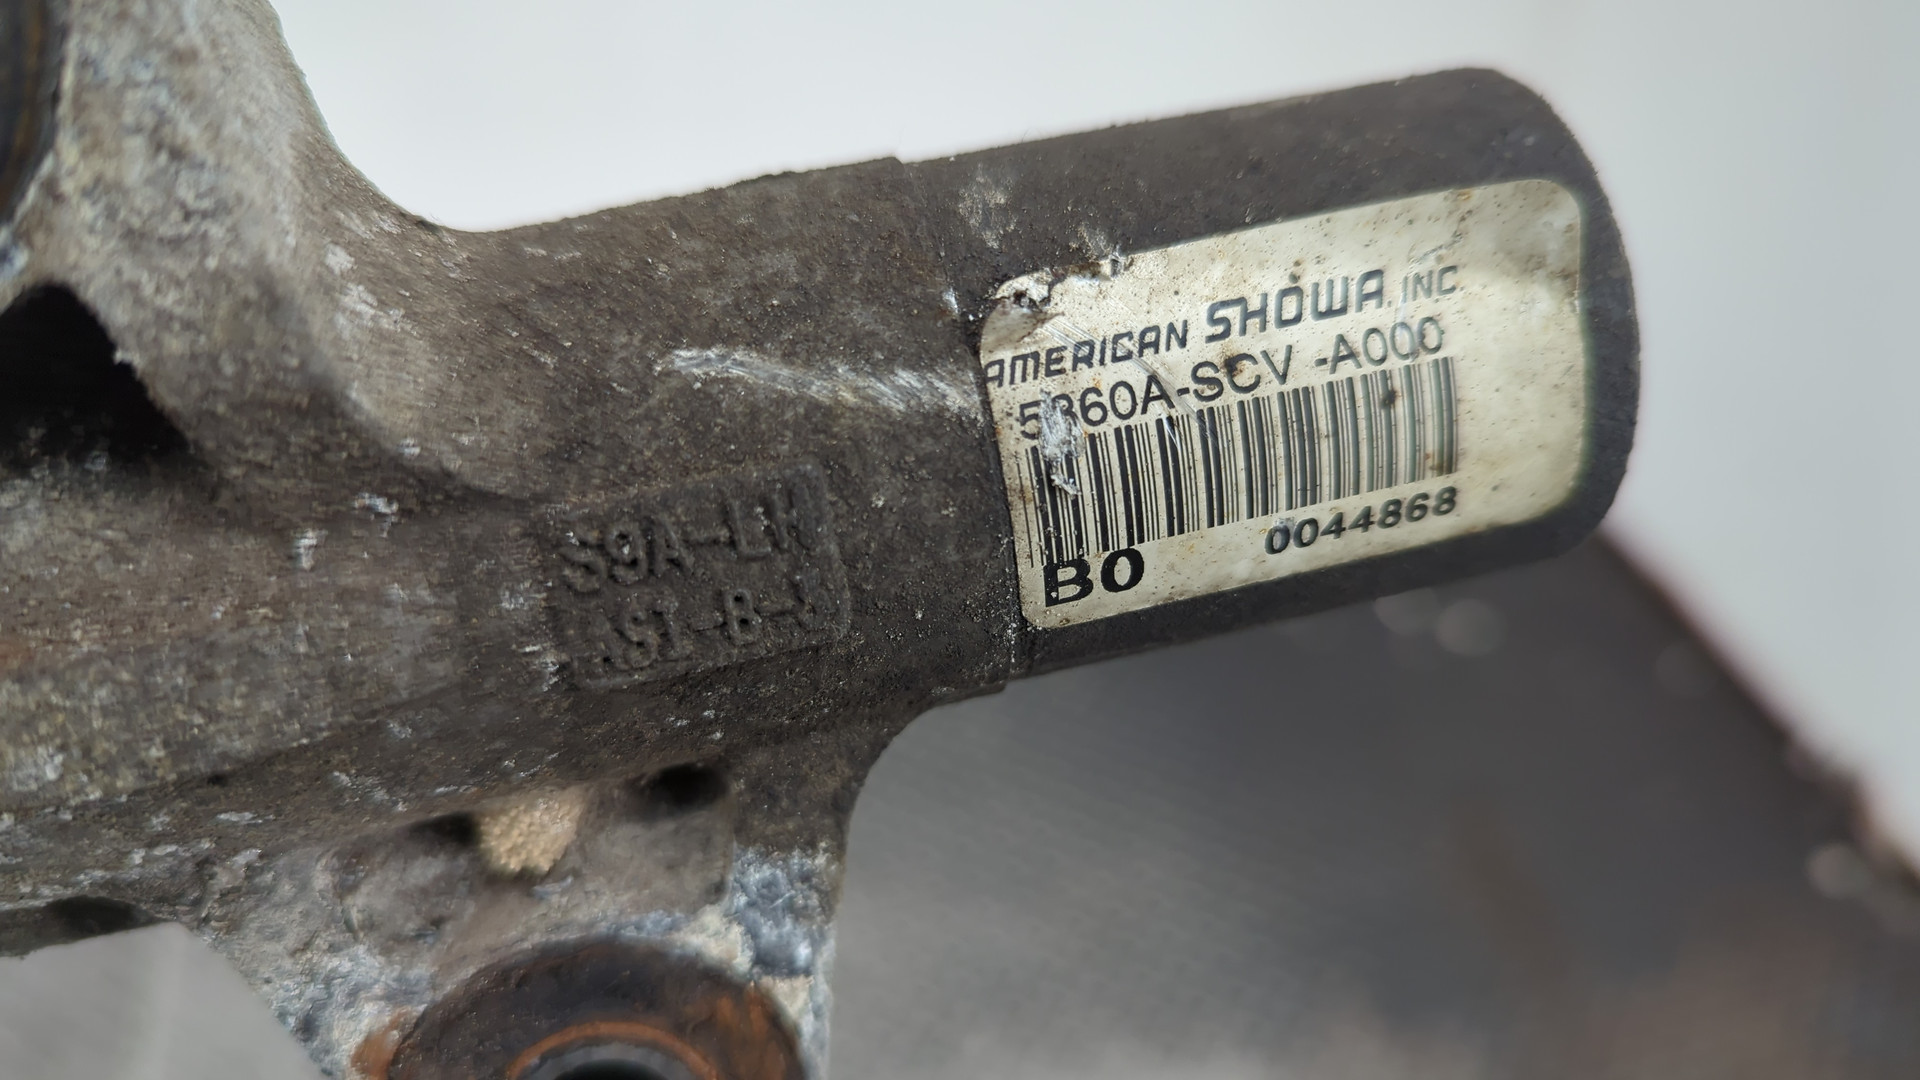 AMERICAN SHOWA, INC
5360A-SCV -A000
B0 0044868
S9A-LH